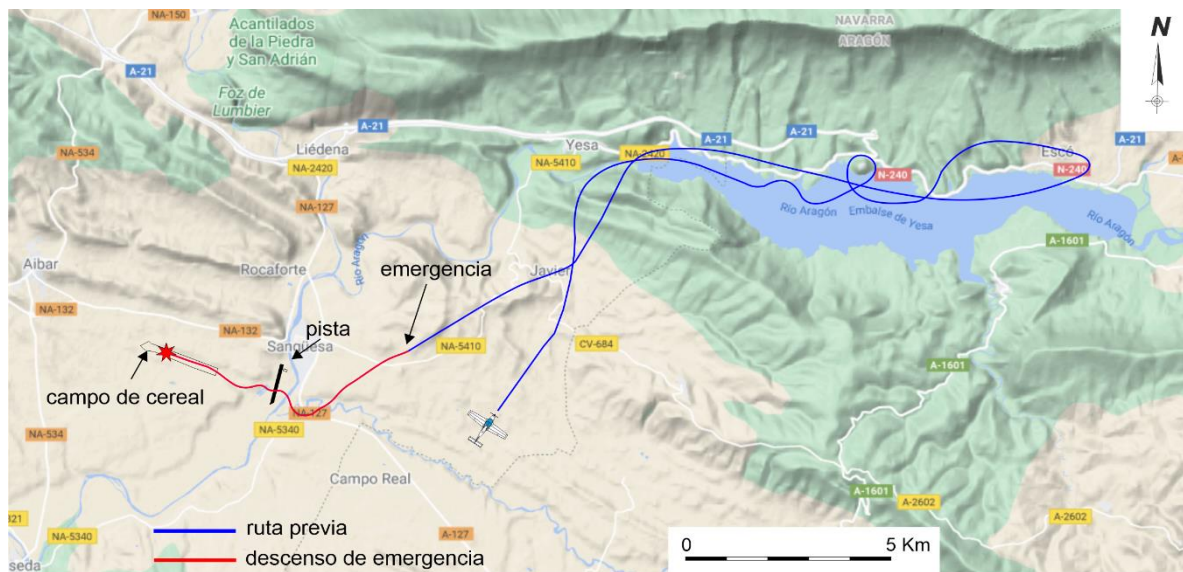 NA-150
Acantilados
de la Piedra
y San Adrián
NAVARRA
ARAGÓN
N
A-21
Foz de
Lumbier
A-21
A-21
A-21
A-21
NA-534
Liédena
NA-2420
Yesa
NA-5410
NA-2420
Escó
N-240
N-240
NA-127
Río Aragón
Embalse de Yesa
Río Aragón
A-1601
Río Aragón
Aibar
Rocaforte
emergencia
Javier
NA-132
NA-132
pista
Sangüesa
NA-5410
CV-684
A-1601
campo de cereal
NA-127
NA-534
NA-5340
Campo Real
A-1601
A-2602
A-2602
NA-5340
A-127
321
seda
ruta previa
descenso de emergencia
0
5 Km